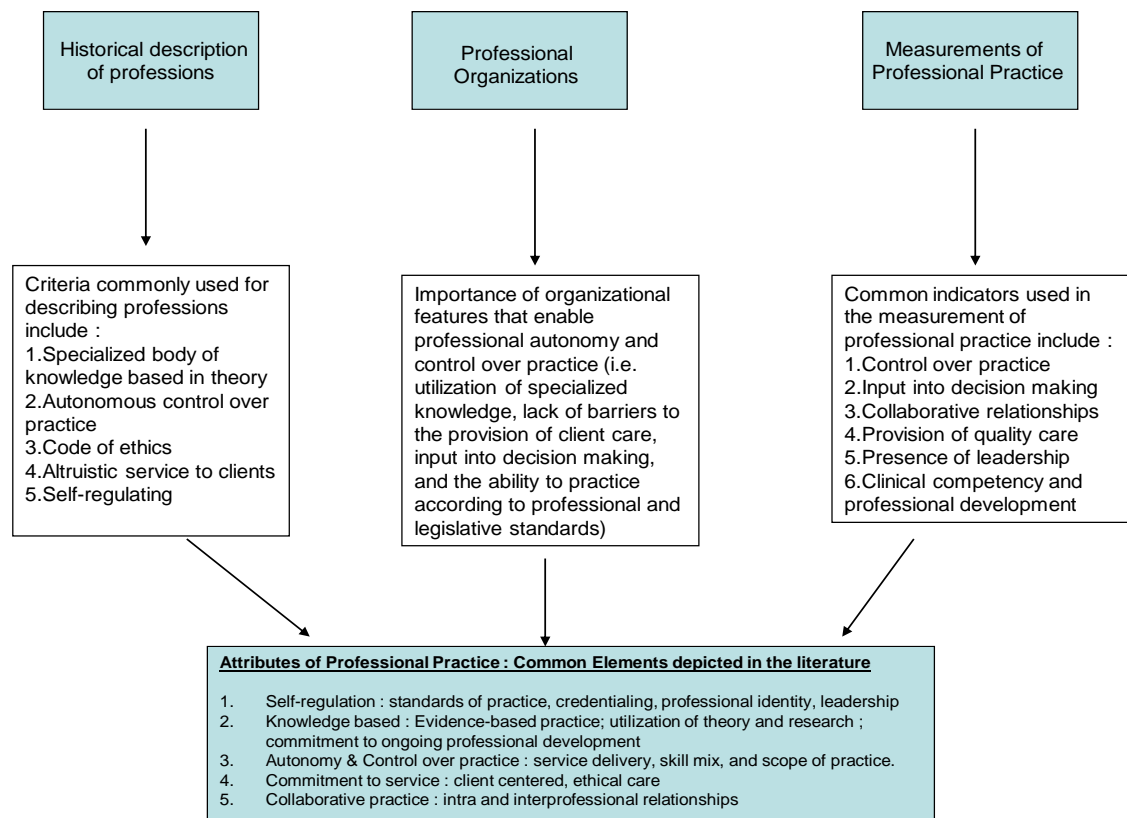 Historical description
of professions
Professional
Organizations
Measurements of
Professional Practice
Criteria commonly used for
describing professions
include :
1.Specialized body of
knowledge based in theory
2.Autonomous control over
practice
3.Code of ethics
4.Altruistic service to clients
5.Self-regulating
Importance of organizational
features that enable
professional autonomy and
control over practice (i.e.
utilization of specialized
knowledge, lack of barriers to
the provision of client care,
input into decision making,
and the ability to practice
according to professional and
legislative standards)
Common indicators used in
the measurement of
professional practice include :
1.Control over practice
2.Input into decision making
3.Collaborative relationships
4.Provision of quality care
5.Presence of leadership
6.Clinical competency and
professional development
Attributes of Professional Practice : Common Elements depicted in the literature
1. Self-regulation : standards of practice, credentialing, professional identity, leadership
2. Knowledge based : Evidence-based practice; utilization of theory and research ;
commitment to ongoing professional development
3. Autonomy & Control over practice : service delivery, skill mix, and scope of practice.
4. Commitment to service : client centered, ethical care
5. Collaborative practice : intra and interprofessional relationships